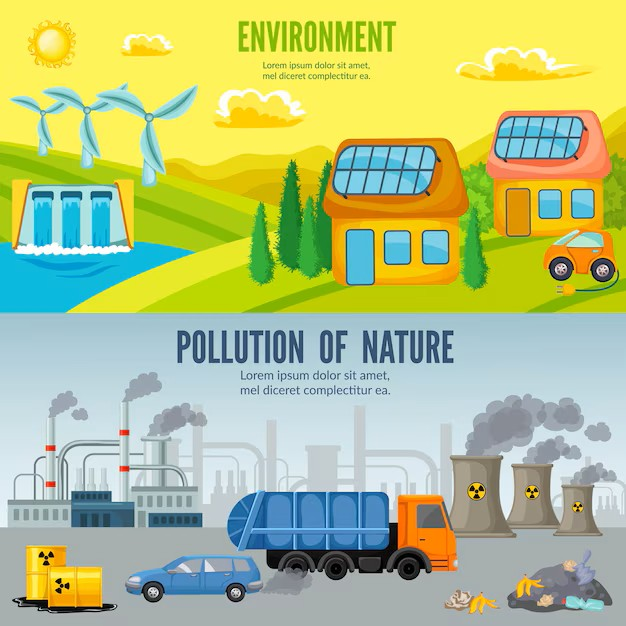 ENVIRONMENT
Lorem ipsum dolor sit amet,
mel diceret eleifend ea.
POLLUTION OF NATURE
Lorem ipsum dolor sit amet,
mel diceret complectitur ea.